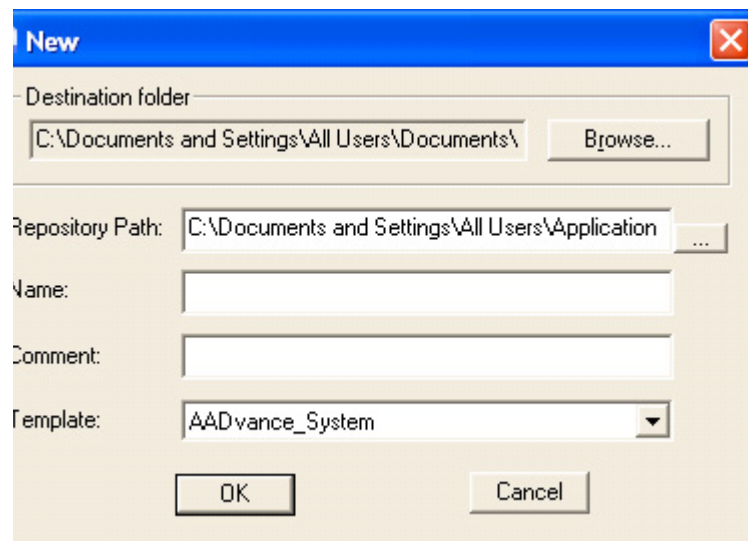 New
Destination folder
C:\Documents and Settings\All Users\Documents\ Browse...
Repository Path: C:\Documents and Settings\All Users\Application ...
Name:
Comment:
Template: AADvance_System
OK Cancel